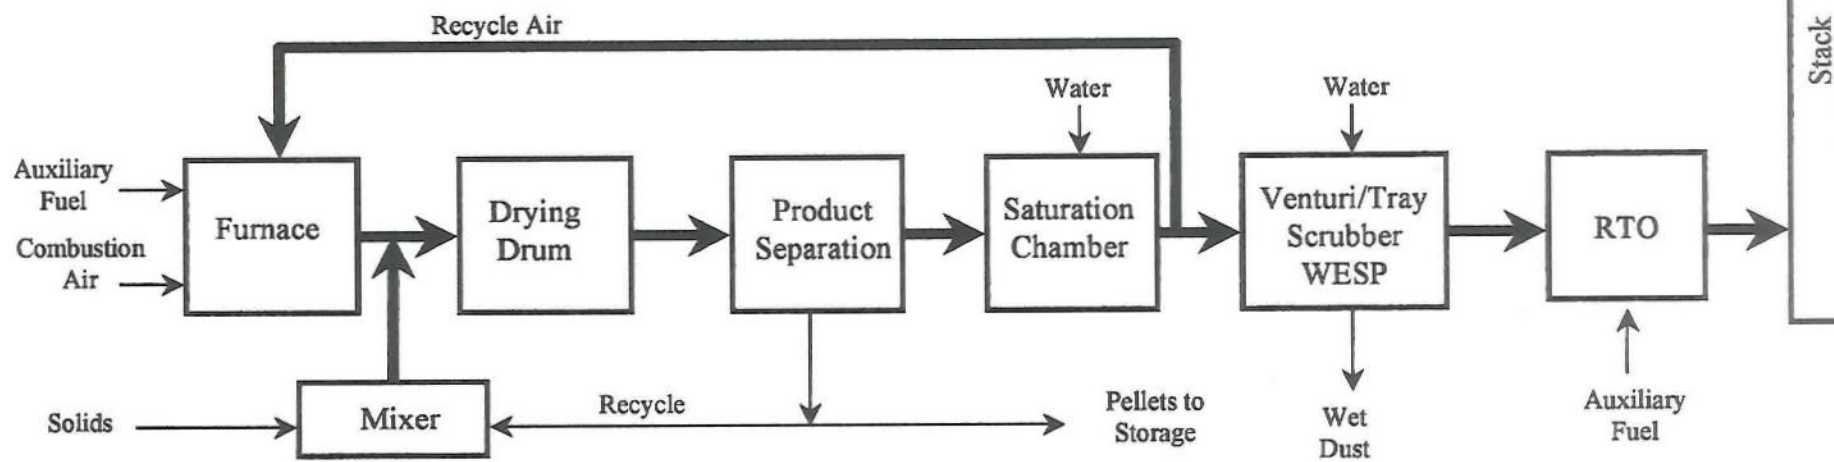 Recycle Air
Stack
Water
Water
Auxiliary
Fuel
Combustion
Air
Furnace
Drying
Drum
Product
Separation
Saturation
Chamber
Venturi/Tray
Scrubber
WESP
RTO
Solids
Mixer
Recycle
Pellets to
Storage
Wet
Dust
Auxiliary
Fuel